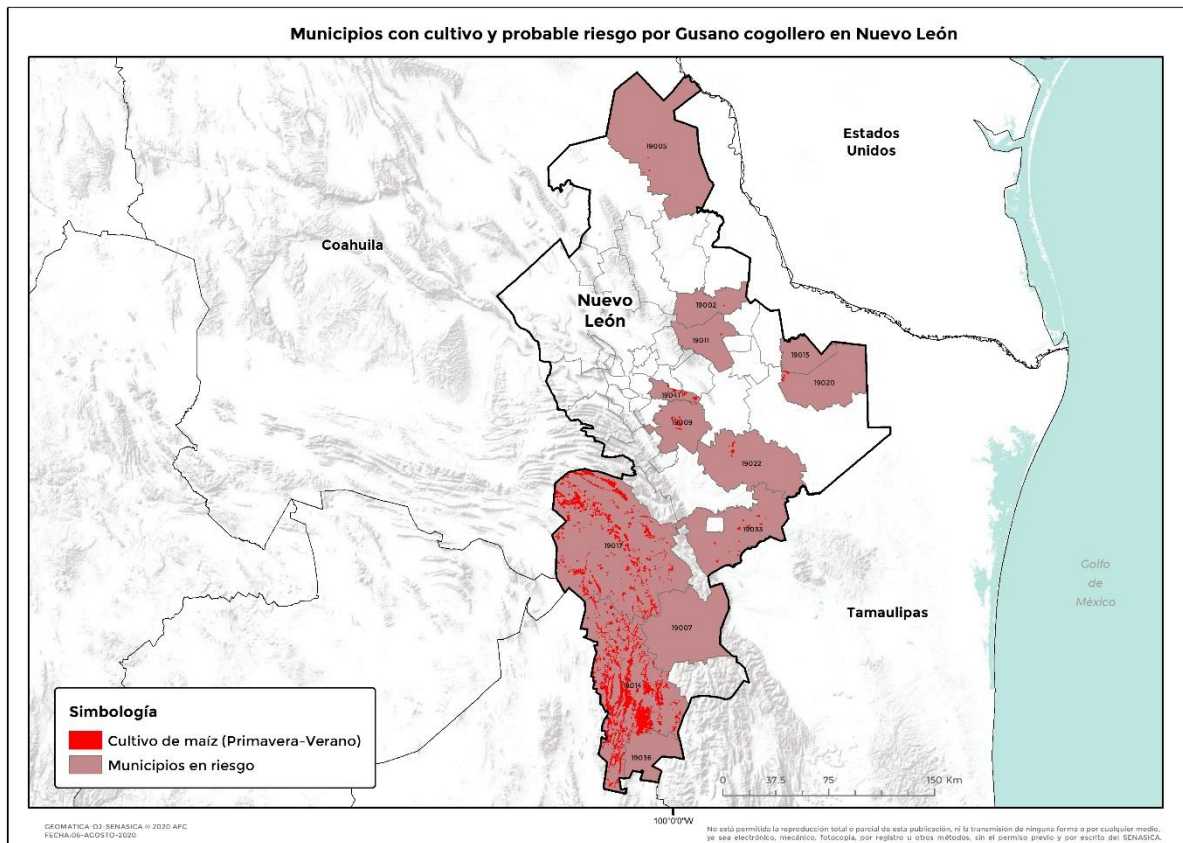 Municipios con cultivo y probable riesgo por Gusano cogollero en Nuevo León
Estados
Unidos
19005
Coahuila
Nuevo
León
19002
19011
19015
19020
19041
19009
19022
19033
19017
Golfo
de
México
Tamaulipas
19007
19014
19036
Simbología
Cultivo de maíz (Primavera-Verano)
Municipios en riesgo
0 37.5 75 150 Km
100°0'0"W
GEOMATICA-DJ-SENASICA © 2020 AFC
FECHA:06-AGOSTO-2020
No está permitida la reproducción total o parcial de esta publicación, ni la transmisión de ninguna forma o por cualquier medio,
ya sea electrónico, mecánico, fotocopia, por registro u otros métodos, sin el permiso previo y por escrito del SENASICA.